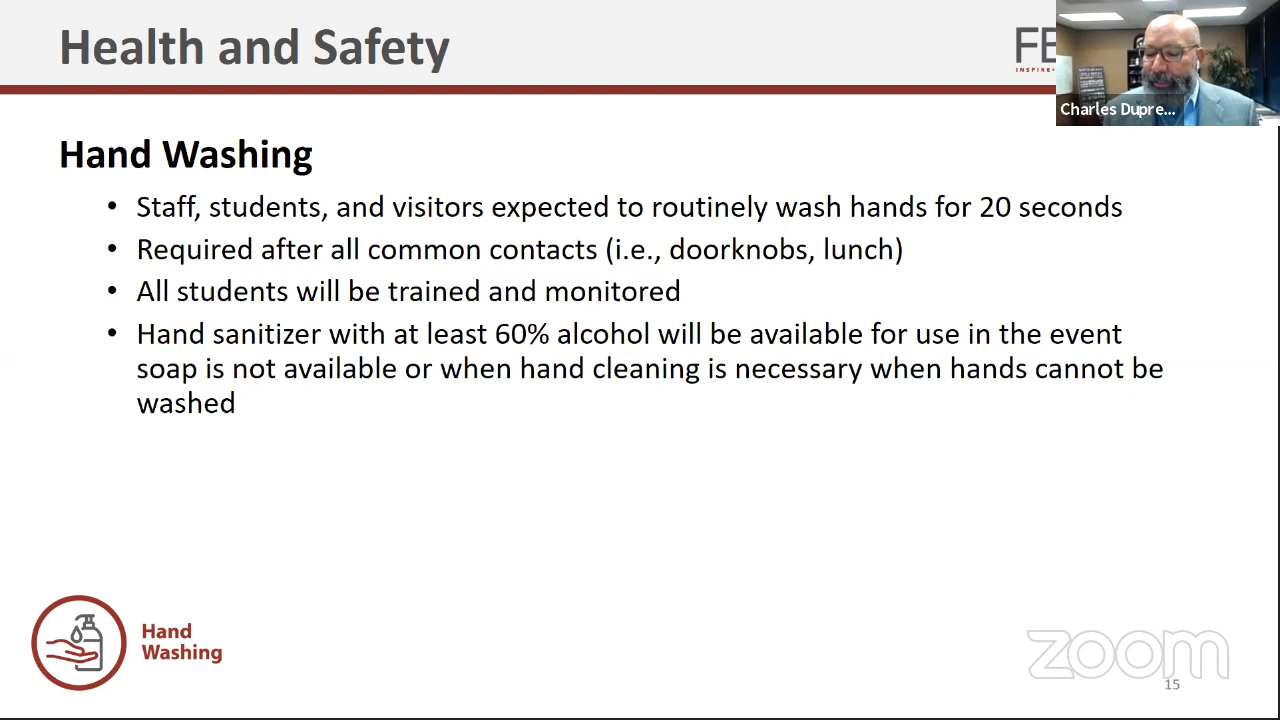 Health and Safety
FE
INSPIRE•
Charles Dupre...
Hand Washing
• Staff, students, and visitors expected to routinely wash hands for 20 seconds
• Required after all common contacts (i.e., doorknobs, lunch)
• All students will be trained and monitored
• Hand sanitizer with at least 60% alcohol will be available for use in the event
soap is not available or when hand cleaning is necessary when hands cannot be
washed
Hand
Washing
zoom
15